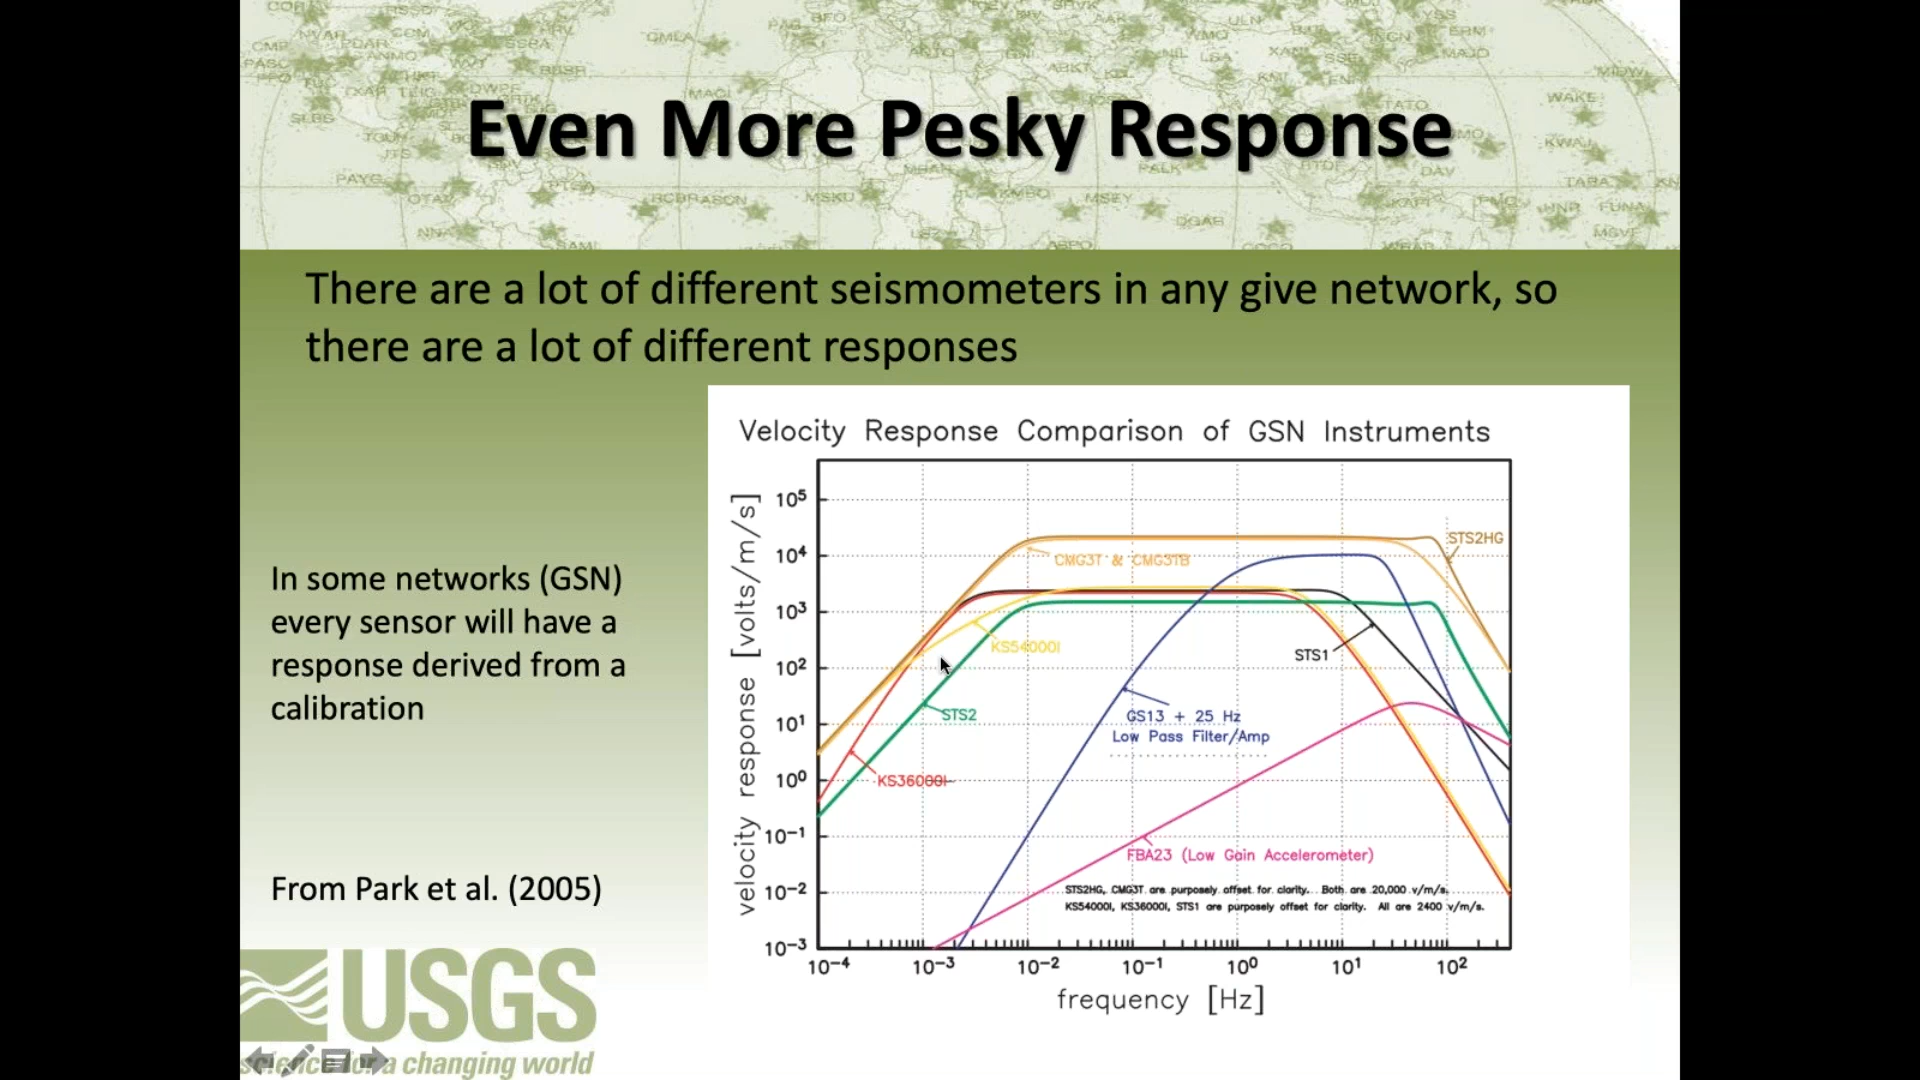 Even More Pesky Response
There are a lot of different seismometers in any give network, so
there are a lot of different responses
In some networks (GSN)
every sensor will have a
response derived from a
calibration
From Park et al. (2005)
USGS
science for a changing world
Velocity Response Comparison of GSN Instruments
velocity response [volts/m/s]
10⁵
10⁴
10³
10²
10¹
10⁰
10⁻¹
10⁻²
10⁻³
STS2HG
CMG3T & CMG3TB
KS54000I
STS1
STS2
GS13 + 25 Hz
Low Pass Filter/Amp
KS36000I
FBA23 (Low Gain Accelerometer)
STS2HG, CMG3T are purposely offset for clarity. Both are 20,000 v/m/s.
KS54000I, KS36000I, STS1 are purposely offset for clarity. All are 2400 v/m/s.
10⁻⁴ 10⁻³ 10⁻² 10⁻¹ 10⁰ 10¹ 10²
frequency [Hz]